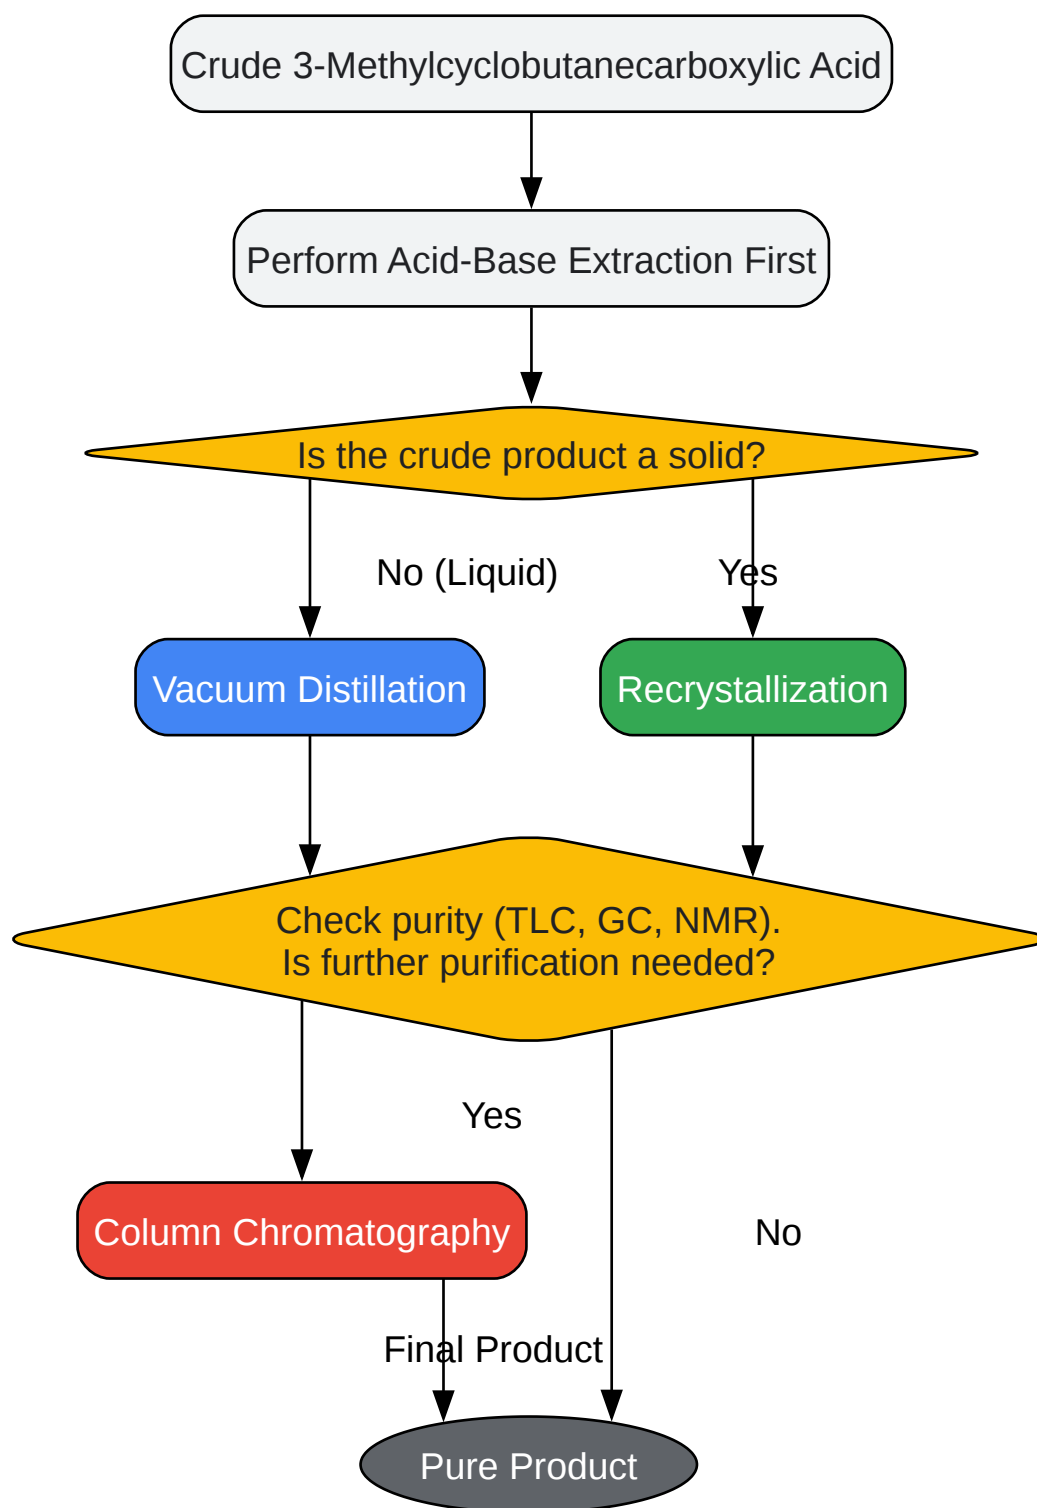 Crude 3-Methylcyclobutanecarboxylic Acid
Perform Acid-Base Extraction First
Is the crude product a solid?
No (Liquid)
Yes
Vacuum Distillation
Recrystallization
Check purity (TLC, GC, NMR).
Is further purification needed?
Yes
Column Chromatography
No
Final Product
Pure Product